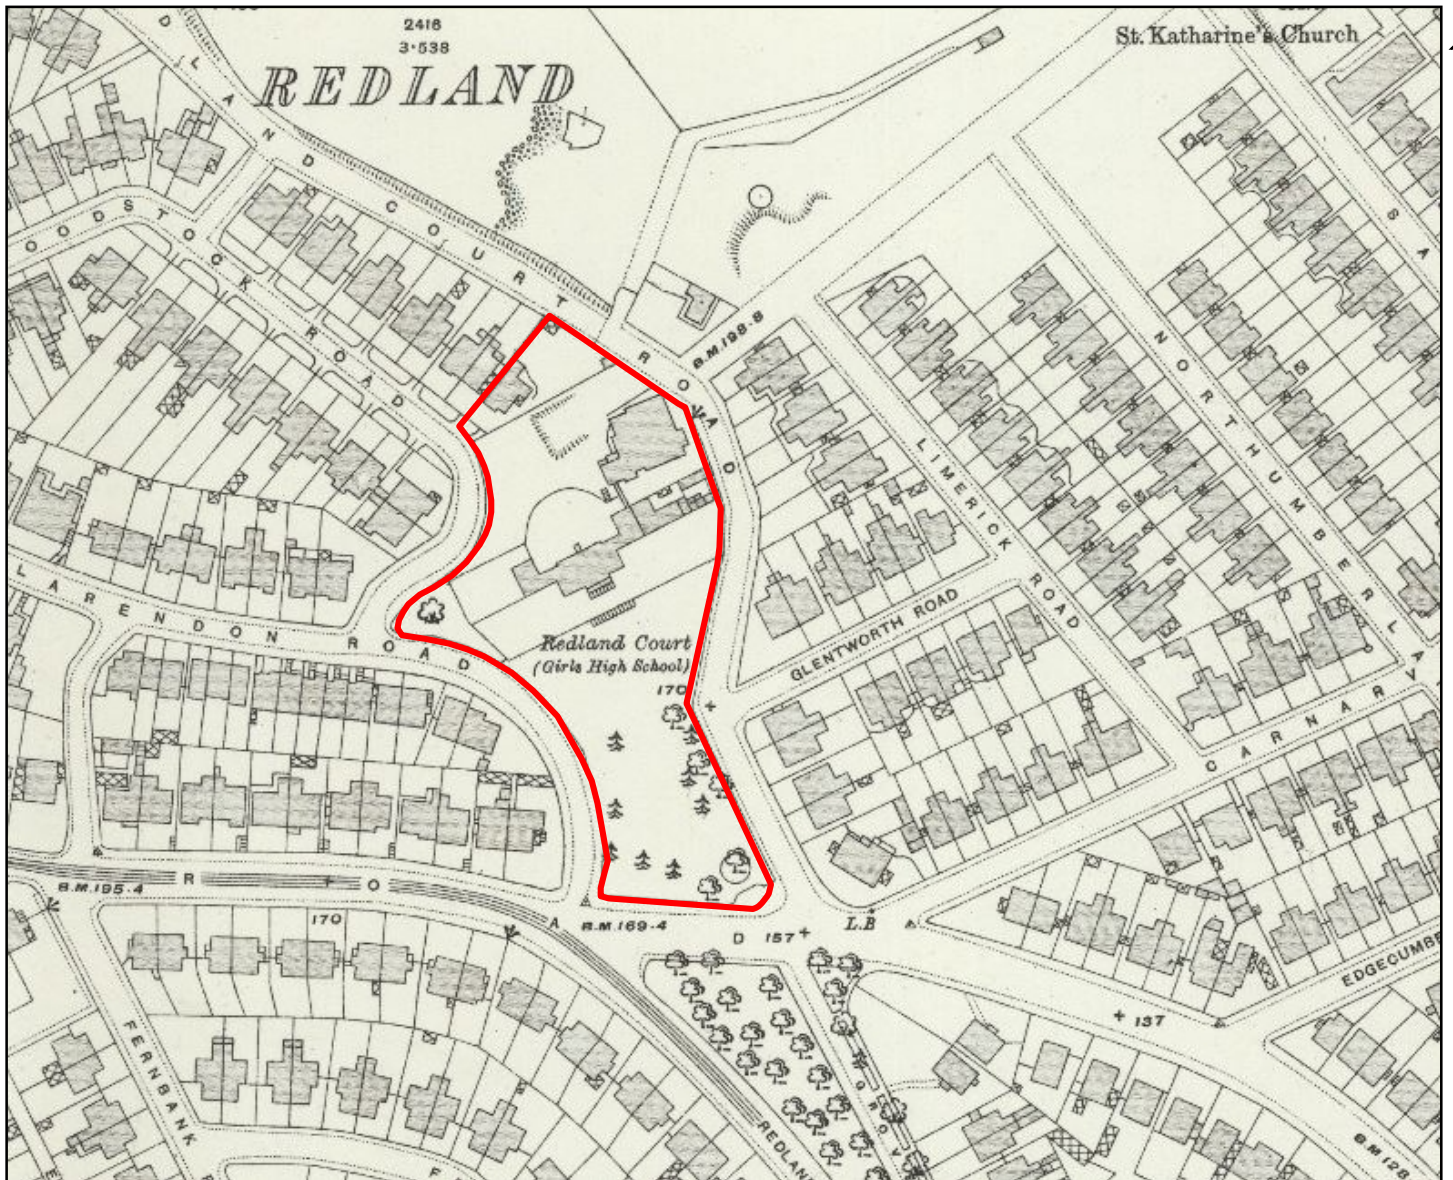 2418
3·538
REDLAND
St. Katharine's Church
REDLAND COURT ROAD
WOODSTOCK ROAD
B.M. 198·8
LIMERICK ROAD
NORTHUMBERLAND
GLENTWORTH ROAD
CLARENDON ROAD
Redland Court
(Girls High School)
170
CARNARV
B.M. 195·4
ROAD
170
B.M. 169·4
157
L.B
EDGECUMBE
137
FERNBANK
REDLAN
GROV
B.M. 128